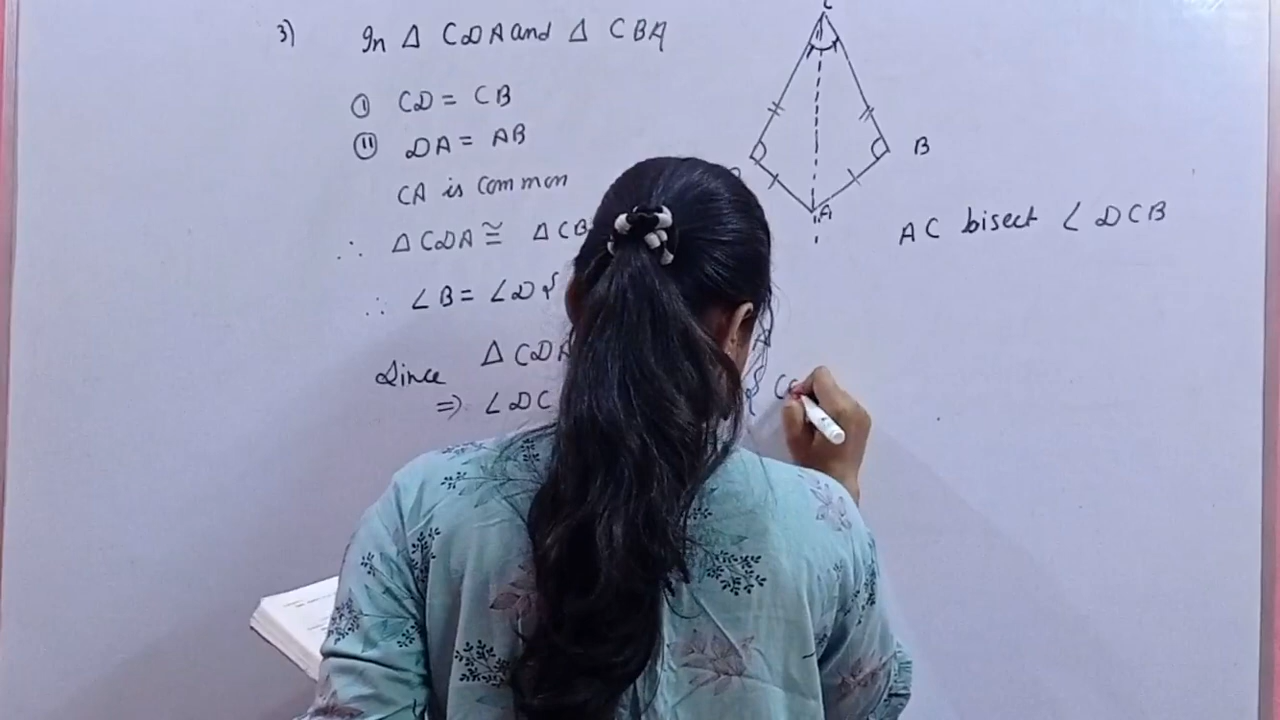 3) In Δ CDA and Δ CBA
(I) CD = CB
(II) DA = AB
CA is Common
∴ Δ CDA ≅ Δ CB
∴ ∠B = ∠D {
Since Δ CDA
⇒ ∠DC { C
C
B
A
AC bisect ∠ DCB